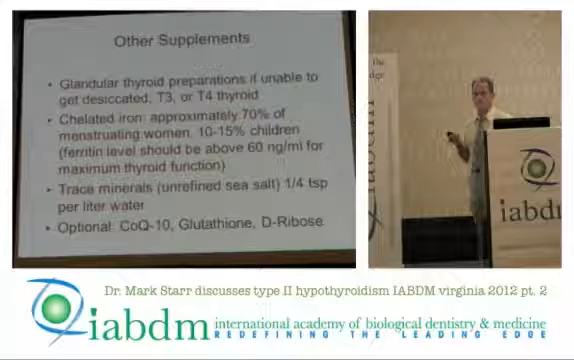 Other Supplements
• Glandular thyroid preparations if unable to
get desiccated, T3, or T4 thyroid
• Chelated iron: approximately 70% of
menstruating women, 10-15% children
(ferritin level should be above 60 ng/ml for
maximum thyroid function)
• Trace minerals (unrefined sea salt) 1/4 tsp
per liter water
• Optional: CoQ-10, Glutathione, D-Ribose
the
iabdm
iabdm
Dr. Mark Starr discusses type II hypothyroidism IABDM virginia 2012 pt. 2
iabdm international academy of biological dentistry & medicine
REDEFINING THE LEADING EDGE